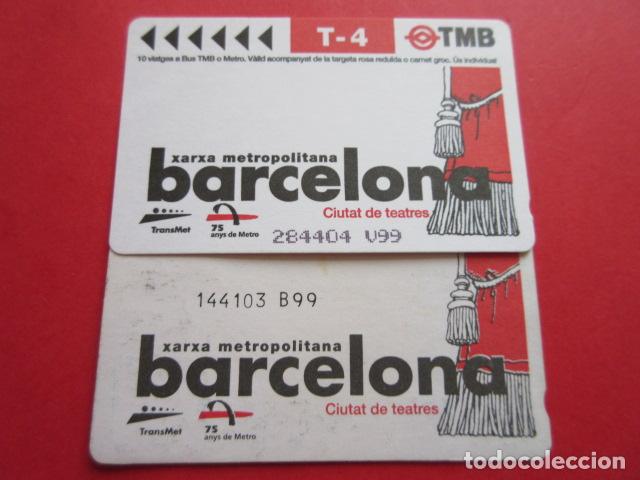 T-4
TMB
10 viatges a Bus TMB o Metro. Vàlid acompanyat de la targeta rosa reduïda o carnet groc. Ús individual
xarxa metropolitana
barcelona
Ciutat de teatres
TransMet
75
anys de Metro
284404 V99
144103 B99
xarxa metropolitana
barcelona
Ciutat de teatres
TransMet
75
anys de Metro
todocoleccion